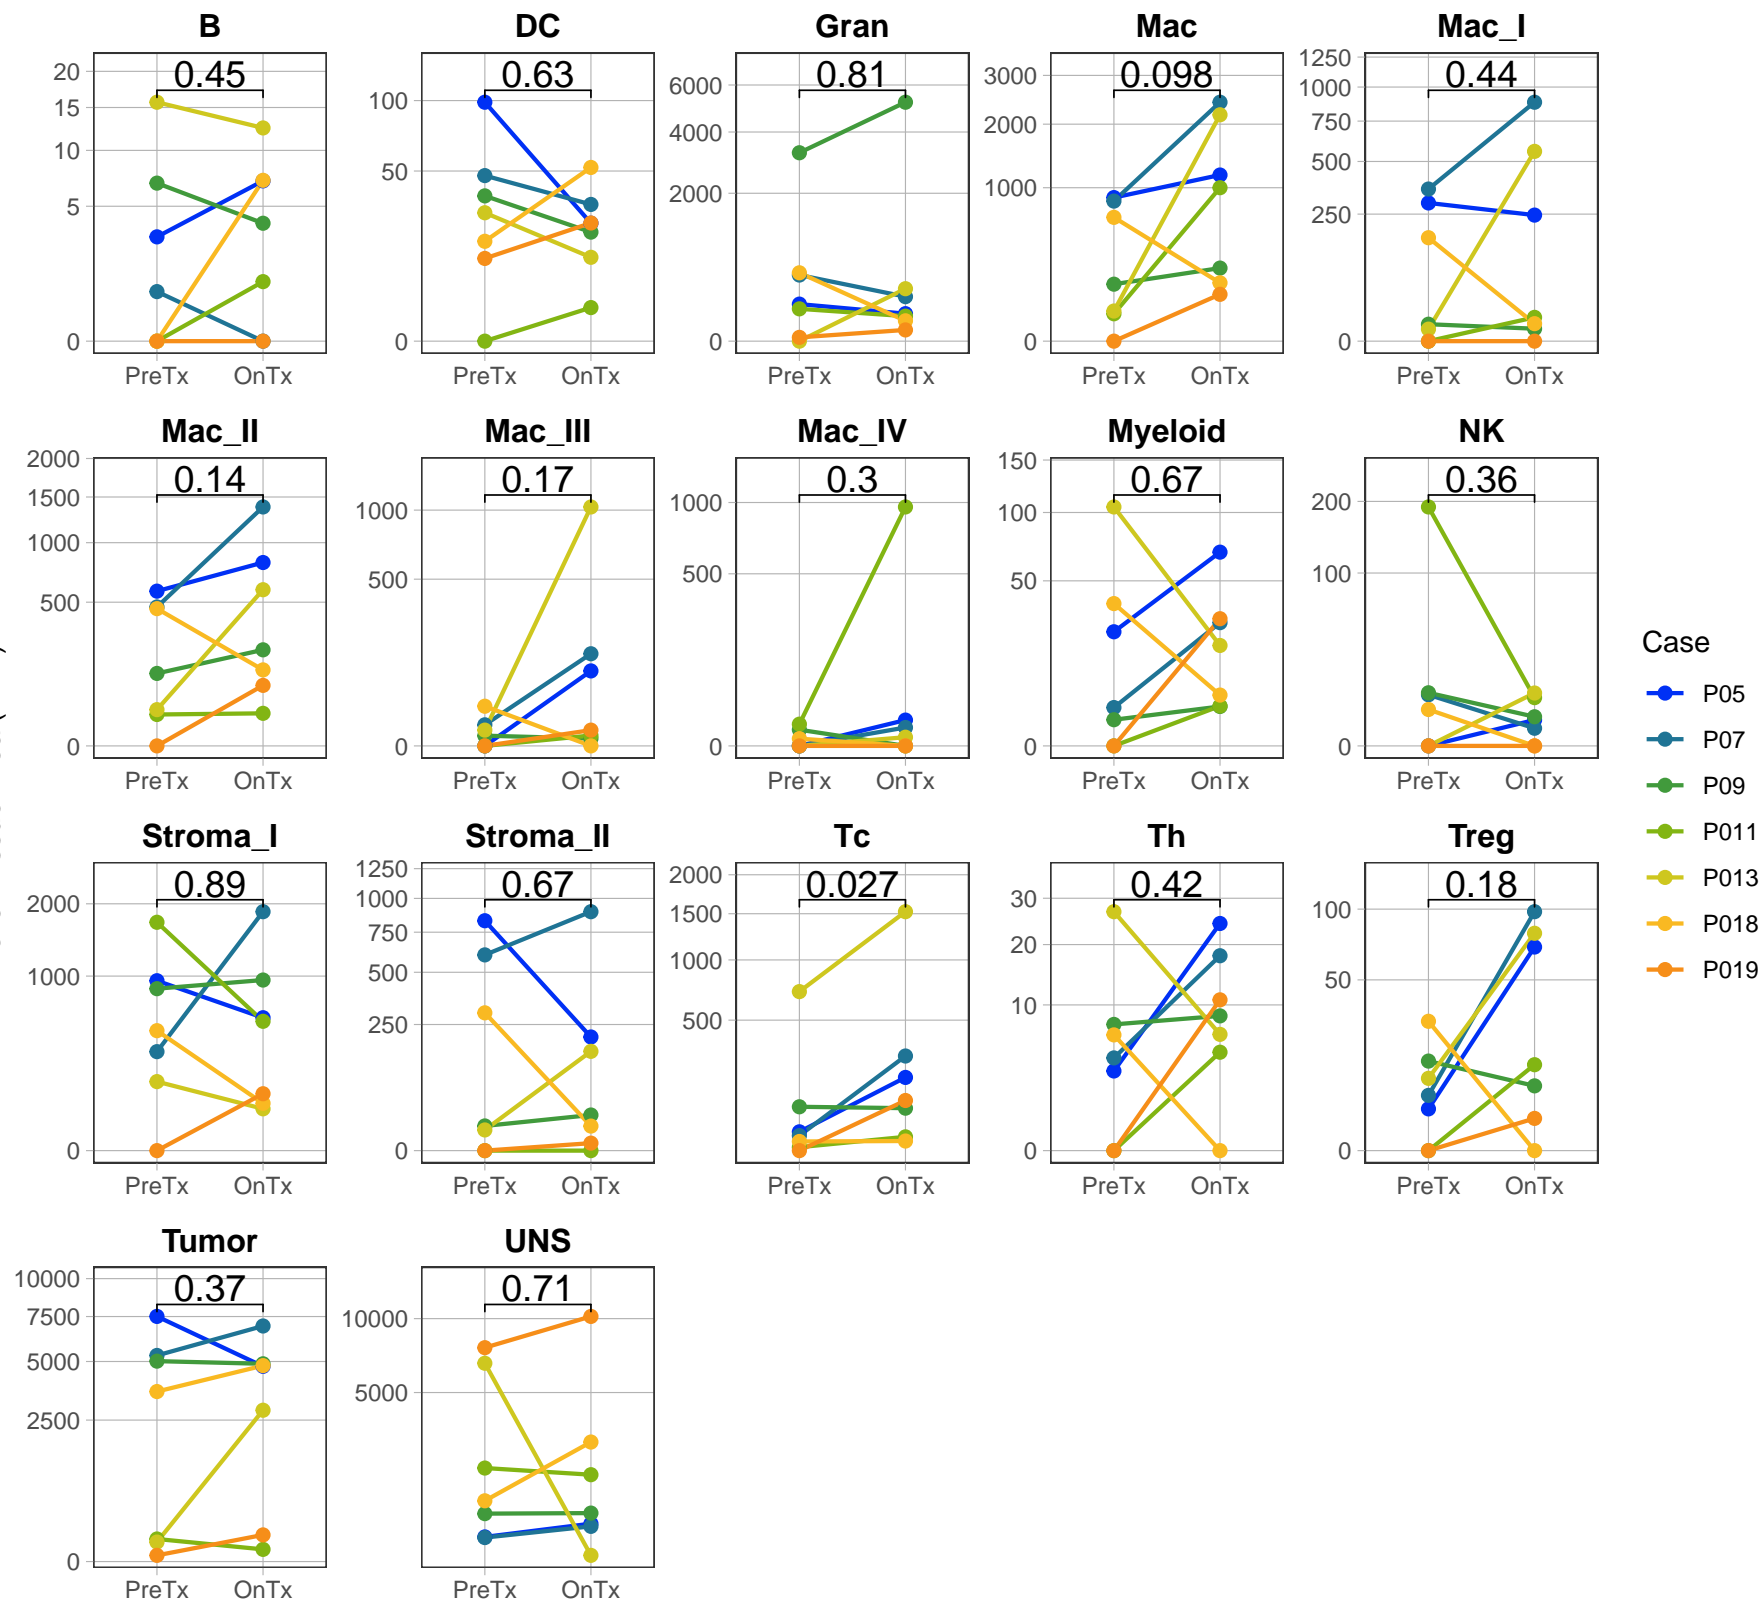 B DC Gran Mac Mac_I
0.45 0.63 0.81 0.098 0.44
20 15 10 5 0
100 50 0
6000 4000 2000 0
3000 2000 1000 0
1250 1000 750 500 250 0
PreTx OnTx PreTx OnTx PreTx OnTx PreTx OnTx PreTx OnTx
Mac_II Mac_III Mac_IV Myeloid NK
0.14 0.17 0.3 0.67 0.36
2000 1500 1000 500 0
1000 500 0
1000 500 0
150 100 50 0
200 100 0
PreTx OnTx PreTx OnTx PreTx OnTx PreTx OnTx PreTx OnTx
Stroma_I Stroma_II Tc Th Treg
0.89 0.67 0.027 0.42 0.18
2000 1000 0
1250 1000 750 500 250 0
2000 1500 1000 500
30 20 10 0
100 50 0
PreTx OnTx PreTx OnTx PreTx OnTx PreTx OnTx PreTx OnTx
Tumor UNS
0.37 0.71
10000 7500 5000 2500 0
10000 5000
PreTx OnTx PreTx OnTx
Case
P05
P07
P09
P011
P013
P018
P019